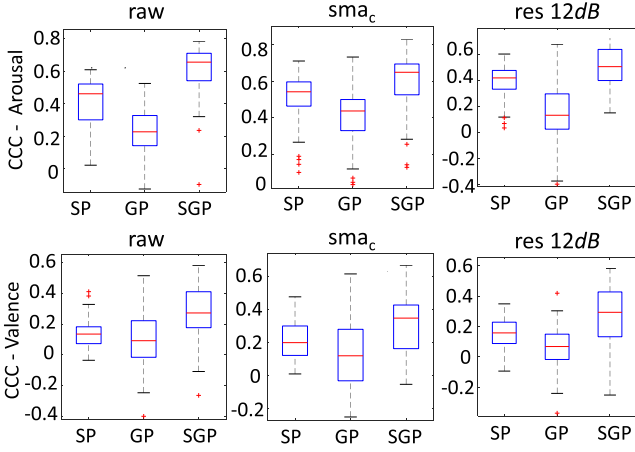 raw sma_c res 12dB
CCC - Arousal
0.8 0.6 0.4 0.2 0
SP GP SGP
0.8 0.6 0.4 0.2 0
SP GP SGP
0.6 0.4 0.2 0 -0.2 -0.4
SP GP SGP
raw sma_c res 12dB
CCC - Valence
0.6 0.4 0.2 0 -0.2 -0.4
SP GP SGP
0.6 0.4 0.2 0 -0.2
SP GP SGP
0.6 0.4 0.2 0 -0.2
SP GP SGP